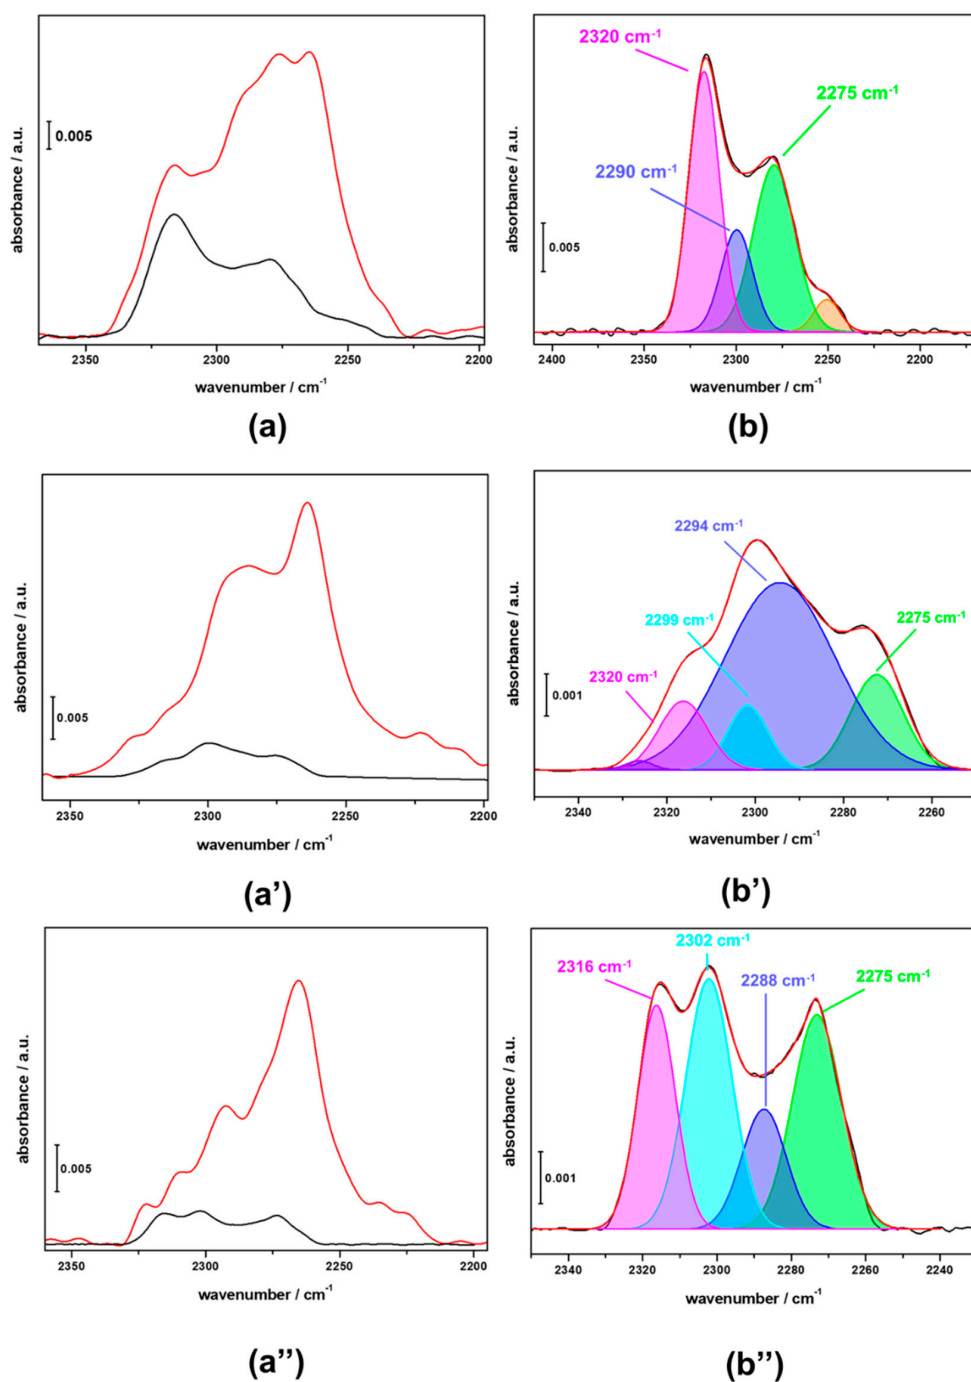 absorbance / a.u.
0.005
2350 2300 2250 2200
wavenumber / cm-1
(a)
absorbance / a.u.
2320 cm-1
2275 cm-1
2290 cm-1
0.005
2400 2350 2300 2250 2200
wavenumber / cm-1
(b)
absorbance / a.u.
0.005
2350 2300 2250 2200
wavenumber / cm-1
(a')
absorbance / a.u.
2294 cm-1
2299 cm-1
2275 cm-1
2320 cm-1
0.001
2340 2320 2300 2280 2260
wavenumber / cm-1
(b')
absorbance / a.u.
0.005
2350 2300 2250 2200
wavenumber / cm-1
(a'')
absorbance / a.u.
2302 cm-1
2316 cm-1
2288 cm-1
2275 cm-1
0.001
2340 2320 2300 2280 2260 2240
wavenumber / cm-1
(b'')